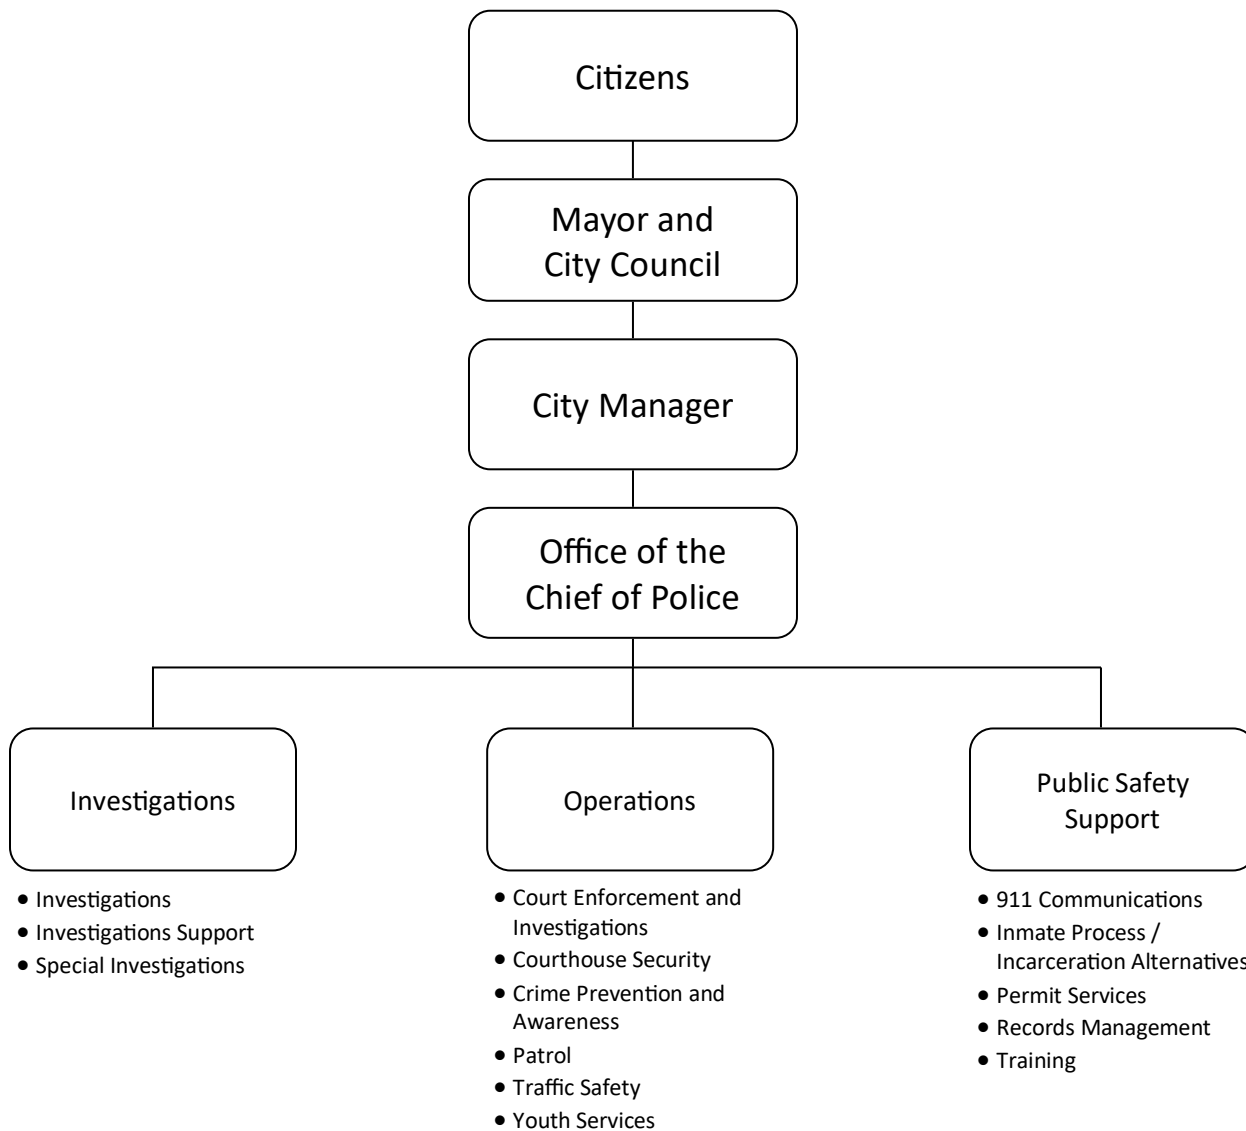 Citizens
Mayor and
City Council
City Manager
Office of the
Chief of Police
Investigations
• Investigations
• Investigations Support
• Special Investigations
Operations
• Court Enforcement and
Investigations
• Courthouse Security
• Crime Prevention and
Awareness
• Patrol
• Traffic Safety
• Youth Services
Public Safety
Support
• 911 Communications
• Inmate Process /
Incarceration Alternatives
• Permit Services
• Records Management
• Training